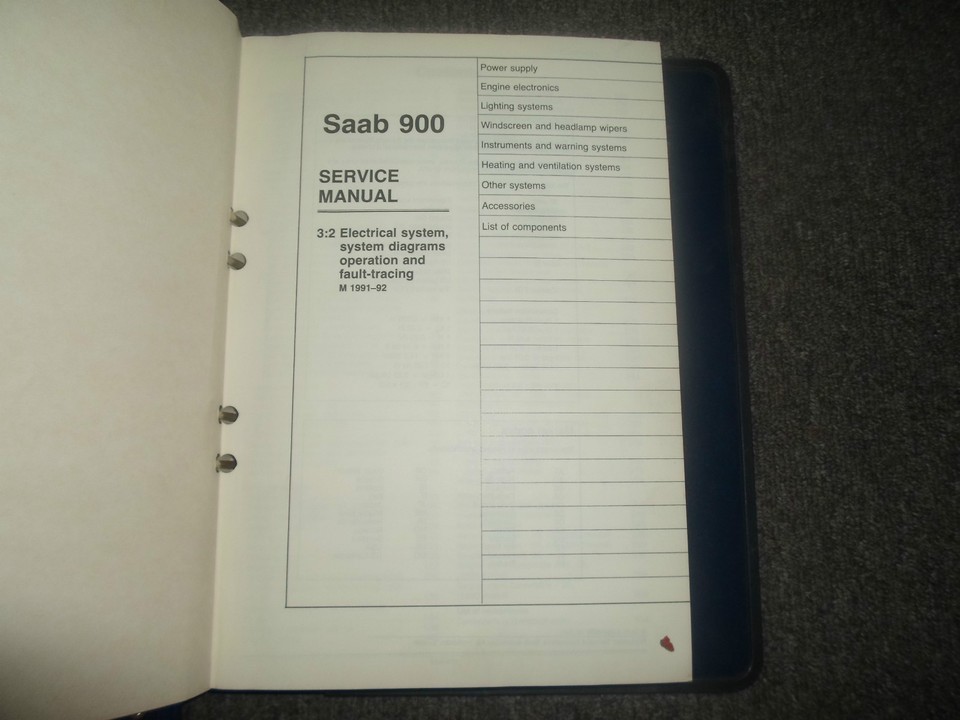 Saab 900
SERVICE
MANUAL
3:2 Electrical system,
system diagrams
operation and
fault-tracing
M 1991–92
Power supply
Engine electronics
Lighting systems
Windscreen and headlamp wipers
Instruments and warning systems
Heating and ventilation systems
Other systems
Accessories
List of components